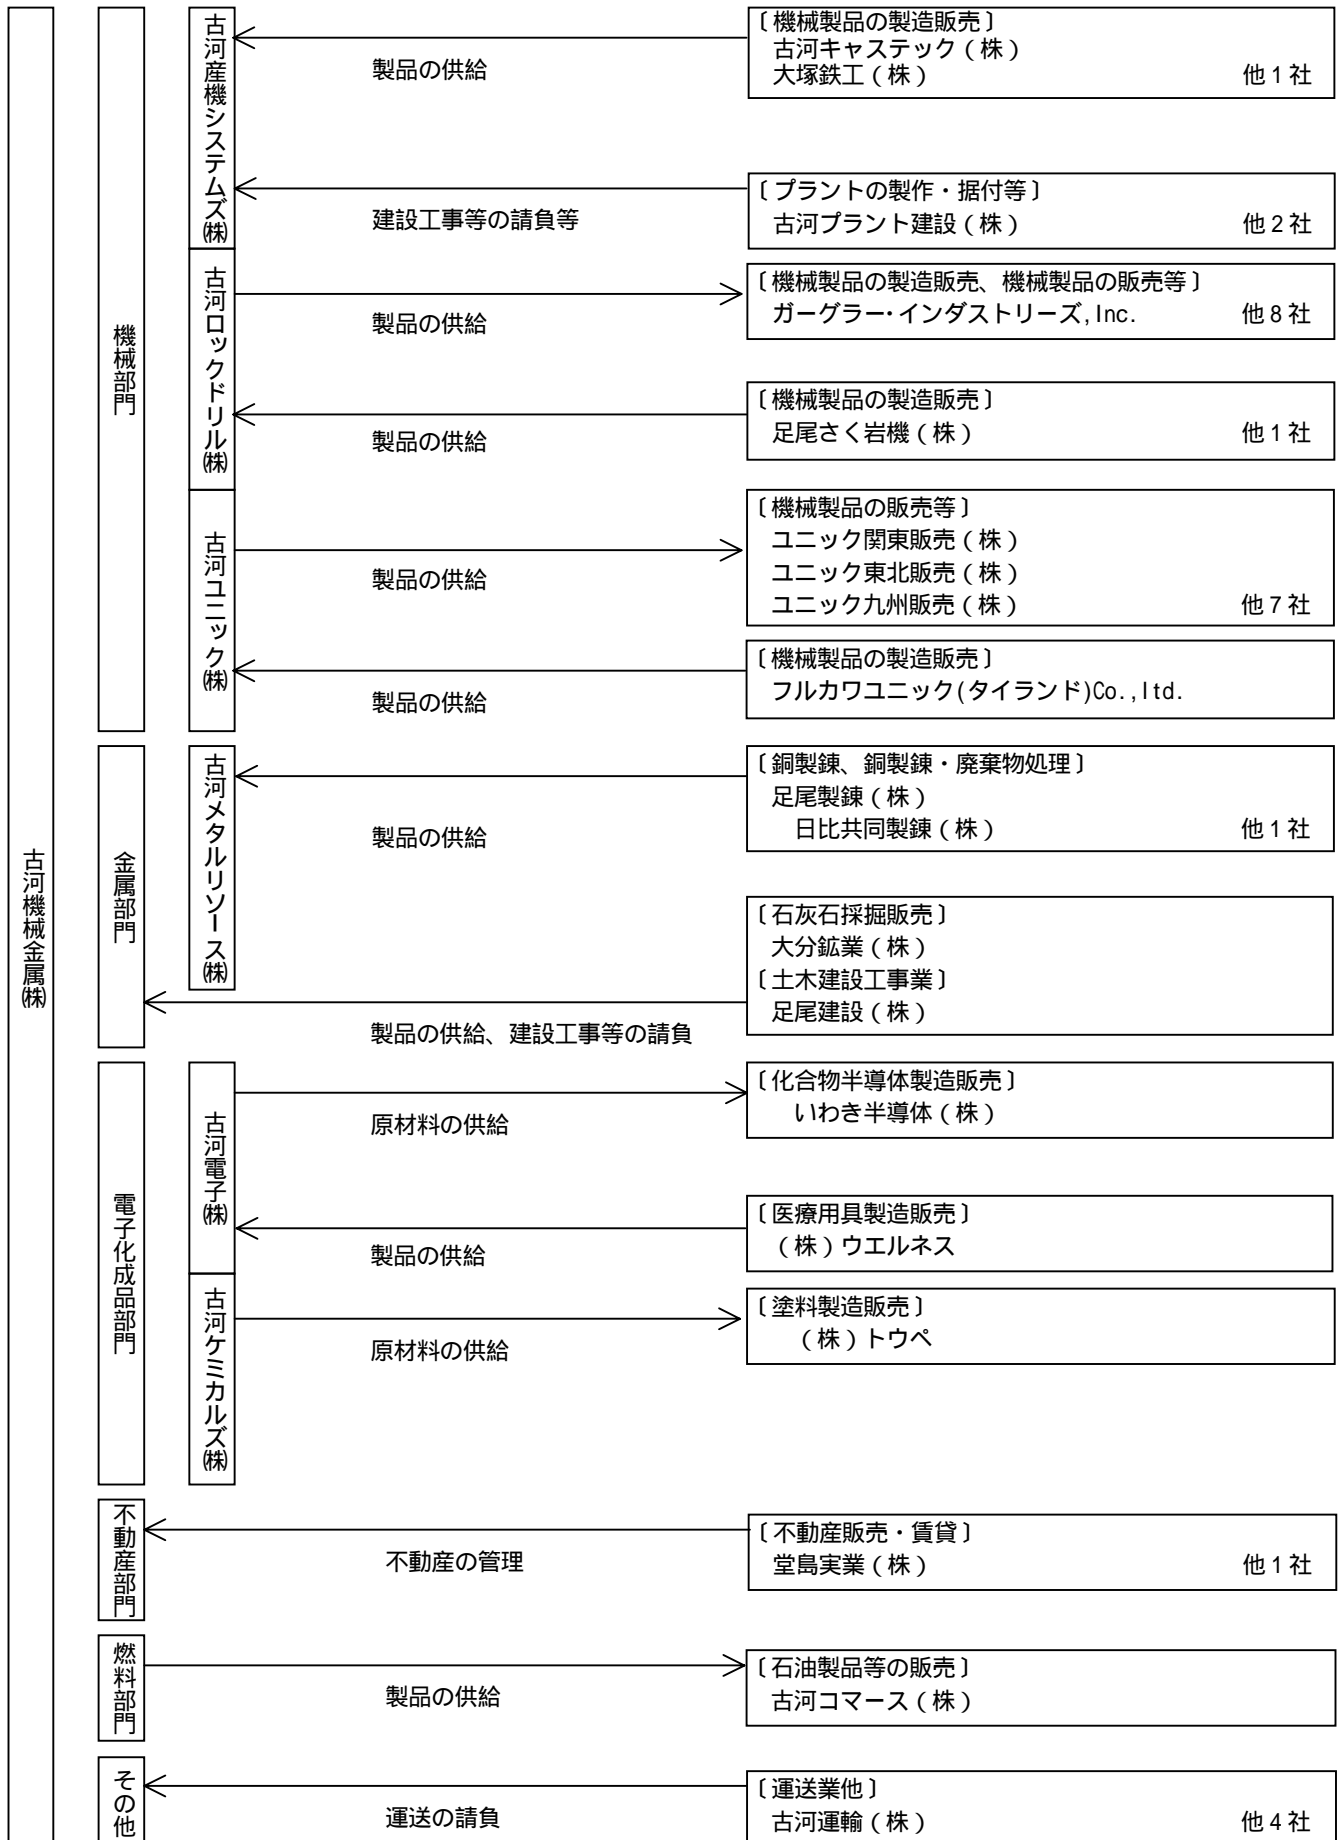 古河機械金属㈱
機械部門
古河産機システムズ㈱
製品の供給
〔機械製品の製造販売〕
古河キャステック(株)
大塚鉄工(株) 他1社
建設工事等の請負等
〔プラントの製作・据付等〕
古河プラント建設(株) 他2社
古河ロックドリル㈱
製品の供給
〔機械製品の製造販売、機械製品の販売等〕
ガーグラー・インダストリーズ,Inc. 他8社
製品の供給
〔機械製品の製造販売〕
足尾さく岩機(株) 他1社
古河ユニック㈱
製品の供給
〔機械製品の販売等〕
ユニック関東販売(株)
ユニック東北販売(株)
ユニック九州販売(株) 他7社
製品の供給
〔機械製品の製造販売〕
フルカワユニック(タイランド)Co.,ltd.
金属部門
古河メタルリソース㈱
製品の供給
〔銅製錬、銅製錬・廃棄物処理〕
足尾製錬(株)
日比共同製錬(株) 他1社
製品の供給、建設工事等の請負
〔石灰石採掘販売〕
大分鉱業(株)
〔土木建設工事業〕
足尾建設(株)
電子化成品部門
古河電子㈱
原材料の供給
〔化合物半導体製造販売〕
いわき半導体(株)
製品の供給
〔医療用具製造販売〕
(株)ウエルネス
古河ケミカルズ㈱
原材料の供給
〔塗料製造販売〕
(株)トウペ
不動産部門
不動産の管理
〔不動産販売・賃貸〕
堂島実業(株) 他1社
燃料部門
製品の供給
〔石油製品等の販売〕
古河コマース(株)
その他
運送の請負
〔運送業他〕
古河運輸(株) 他4社